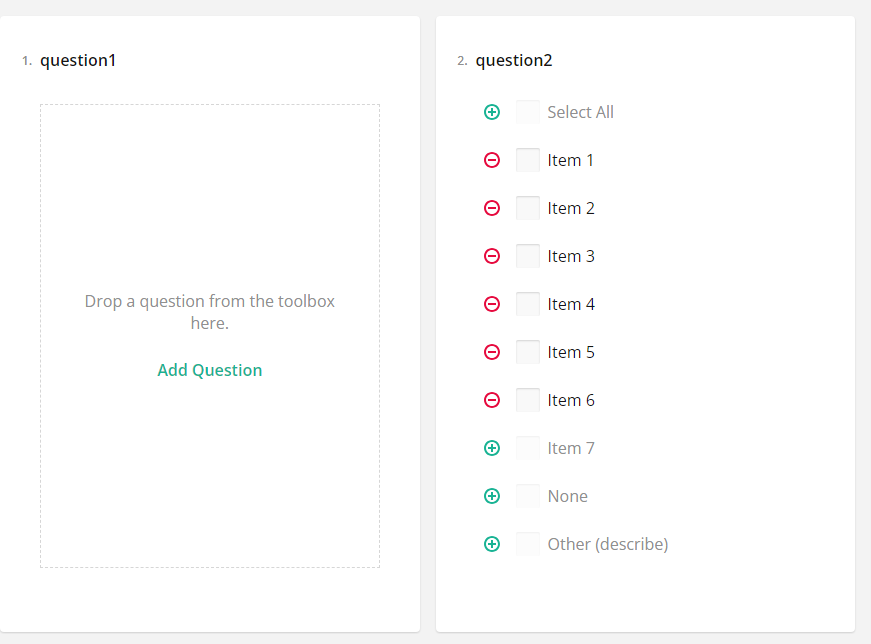 1. question1
Drop a question from the toolbox
here.
Add Question
2. question2
Select All
Item 1
Item 2
Item 3
Item 4
Item 5
Item 6
Item 7
None
Other (describe)